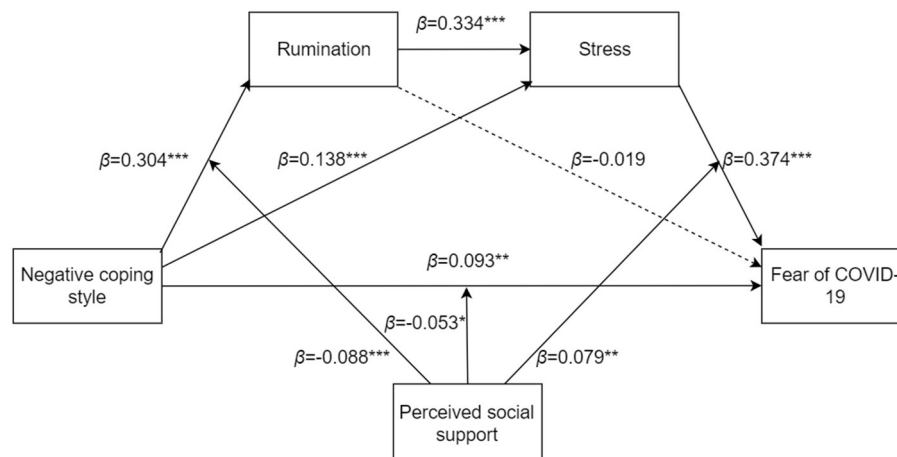 β=0.334***
Rumination
Stress
β=0.304***
β=0.138***
β=-0.019
β=0.374***
Negative coping
style
β=0.093**
Fear of COVID-
19
β=-0.053*
β=-0.088***
β=0.079**
Perceived social
support